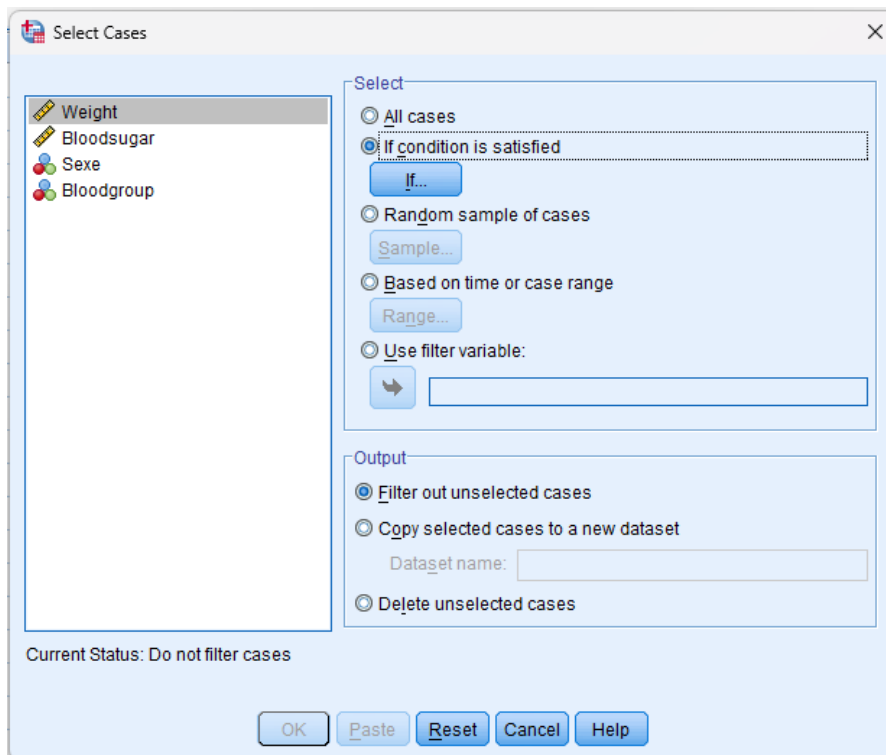 Select Cases
Weight
Bloodsugar
Sexe
Bloodgroup
Select
All cases
If condition is satisfied
If...
Random sample of cases
Sample...
Based on time or case range
Range...
Use filter variable:
Output
Filter out unselected cases
Copy selected cases to a new dataset
Dataset name:
Delete unselected cases
Current Status: Do not filter cases
OK Paste Reset Cancel Help